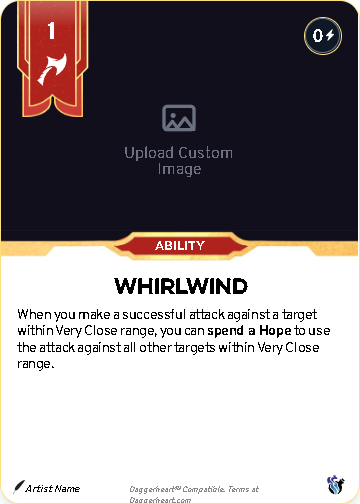 1
0
Upload Custom
Image
ABILITY
WHIRLWIND
When you make a successful attack against a target
within Very Close range, you can spend a Hope to use
the attack against all other targets within Very Close
range.
Artist Name
Daggerheart™ Compatible. Terms at
Daggerheart.com